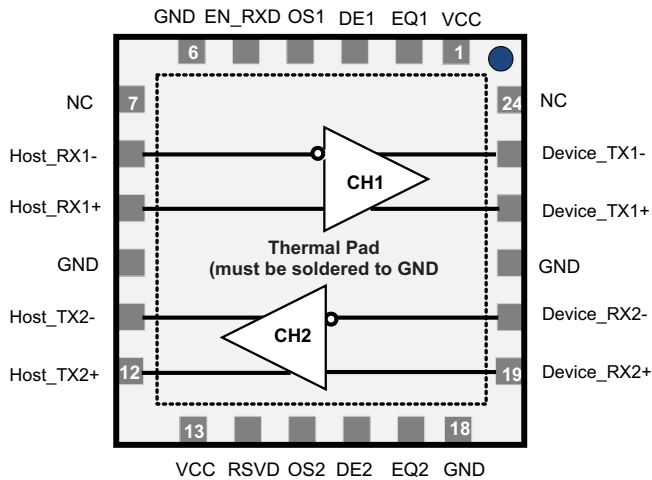 GND EN_RXD OS1 DE1 EQ1 VCC
6 1
NC 7 24 NC
Host_RX1- Device_TX1-
CH1
Host_RX1+ Device_TX1+
Thermal Pad
GND (must be soldered to GND GND
Host_TX2- Device_RX2-
CH2
Host_TX2+ 12 19 Device_RX2+
13 18
VCC RSVD OS2 DE2 EQ2 GND